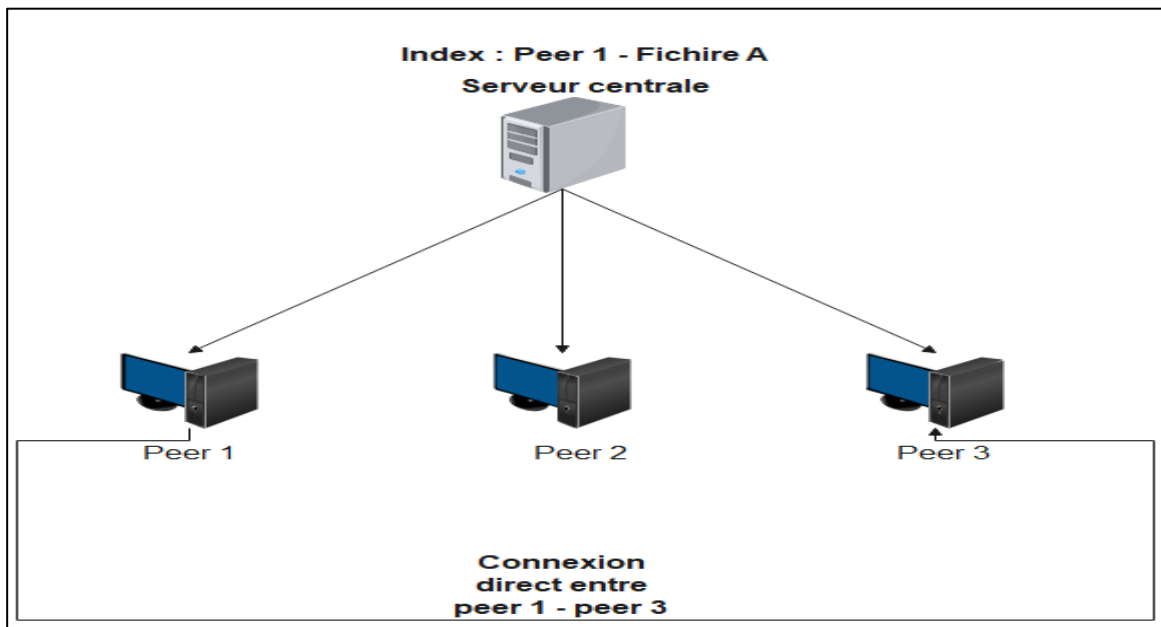 Index : Peer 1 - Fichire A
Serveur centrale
Peer 1
Peer 2
Peer 3
Connexion
direct entre
peer 1 - peer 3